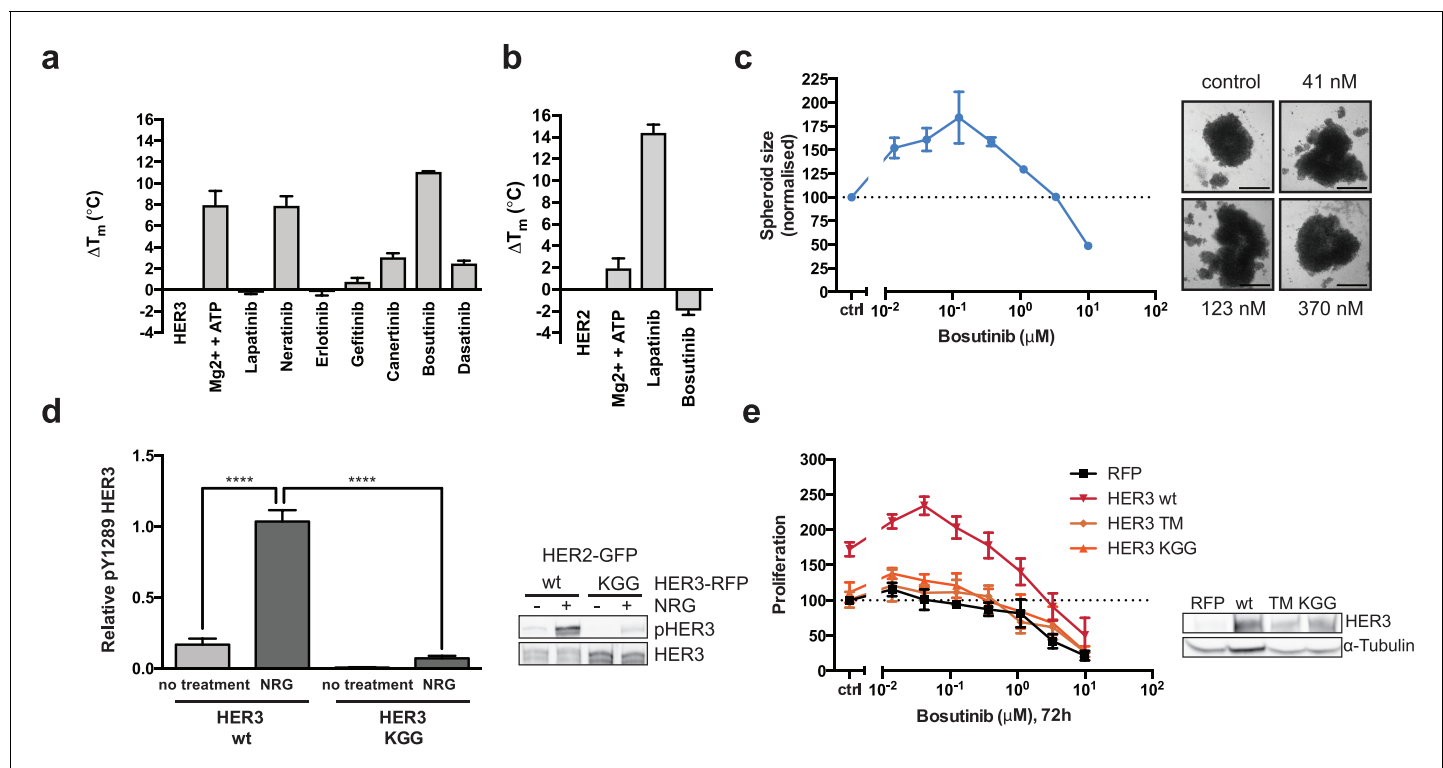 a
16
14
12
10
8
6
4
2
0
-2
-4
ΔTm (°C)
HER3
Mg2+ + ATP
Lapatinib
Neratinib
Erlotinib
Gefitinib
Canertinib
Bosutinib
Dasatinib
b
16
14
12
10
8
6
4
2
0
-2
-4
ΔTm (°C)
HER2
Mg2+ + ATP
Lapatinib
Bosutinib
c
225
200
175
150
125
100
75
50
25
0
Spheroid size
(normalised)
ctrl 10-2 10-1 100 101 102
Bosutinib (μM)
control 41 nM
123 nM 370 nM
d
1.5
1.0
0.5
0.0
Relative pY1289 HER3
**** ****
no treatment NRG no treatment NRG
HER3 HER3
wt KGG
HER2-GFP
wt KGG HER3-RFP
- + - + NRG
pHER3
HER3
e
300
250
200
150
100
50
0
Proliferation
RFP
HER3 wt
HER3 TM
HER3 KGG
ctrl 10-2 10-1 100 101 102
Bosutinib (μM), 72h
RFP wt TM KGG
HER3
α-Tubulin